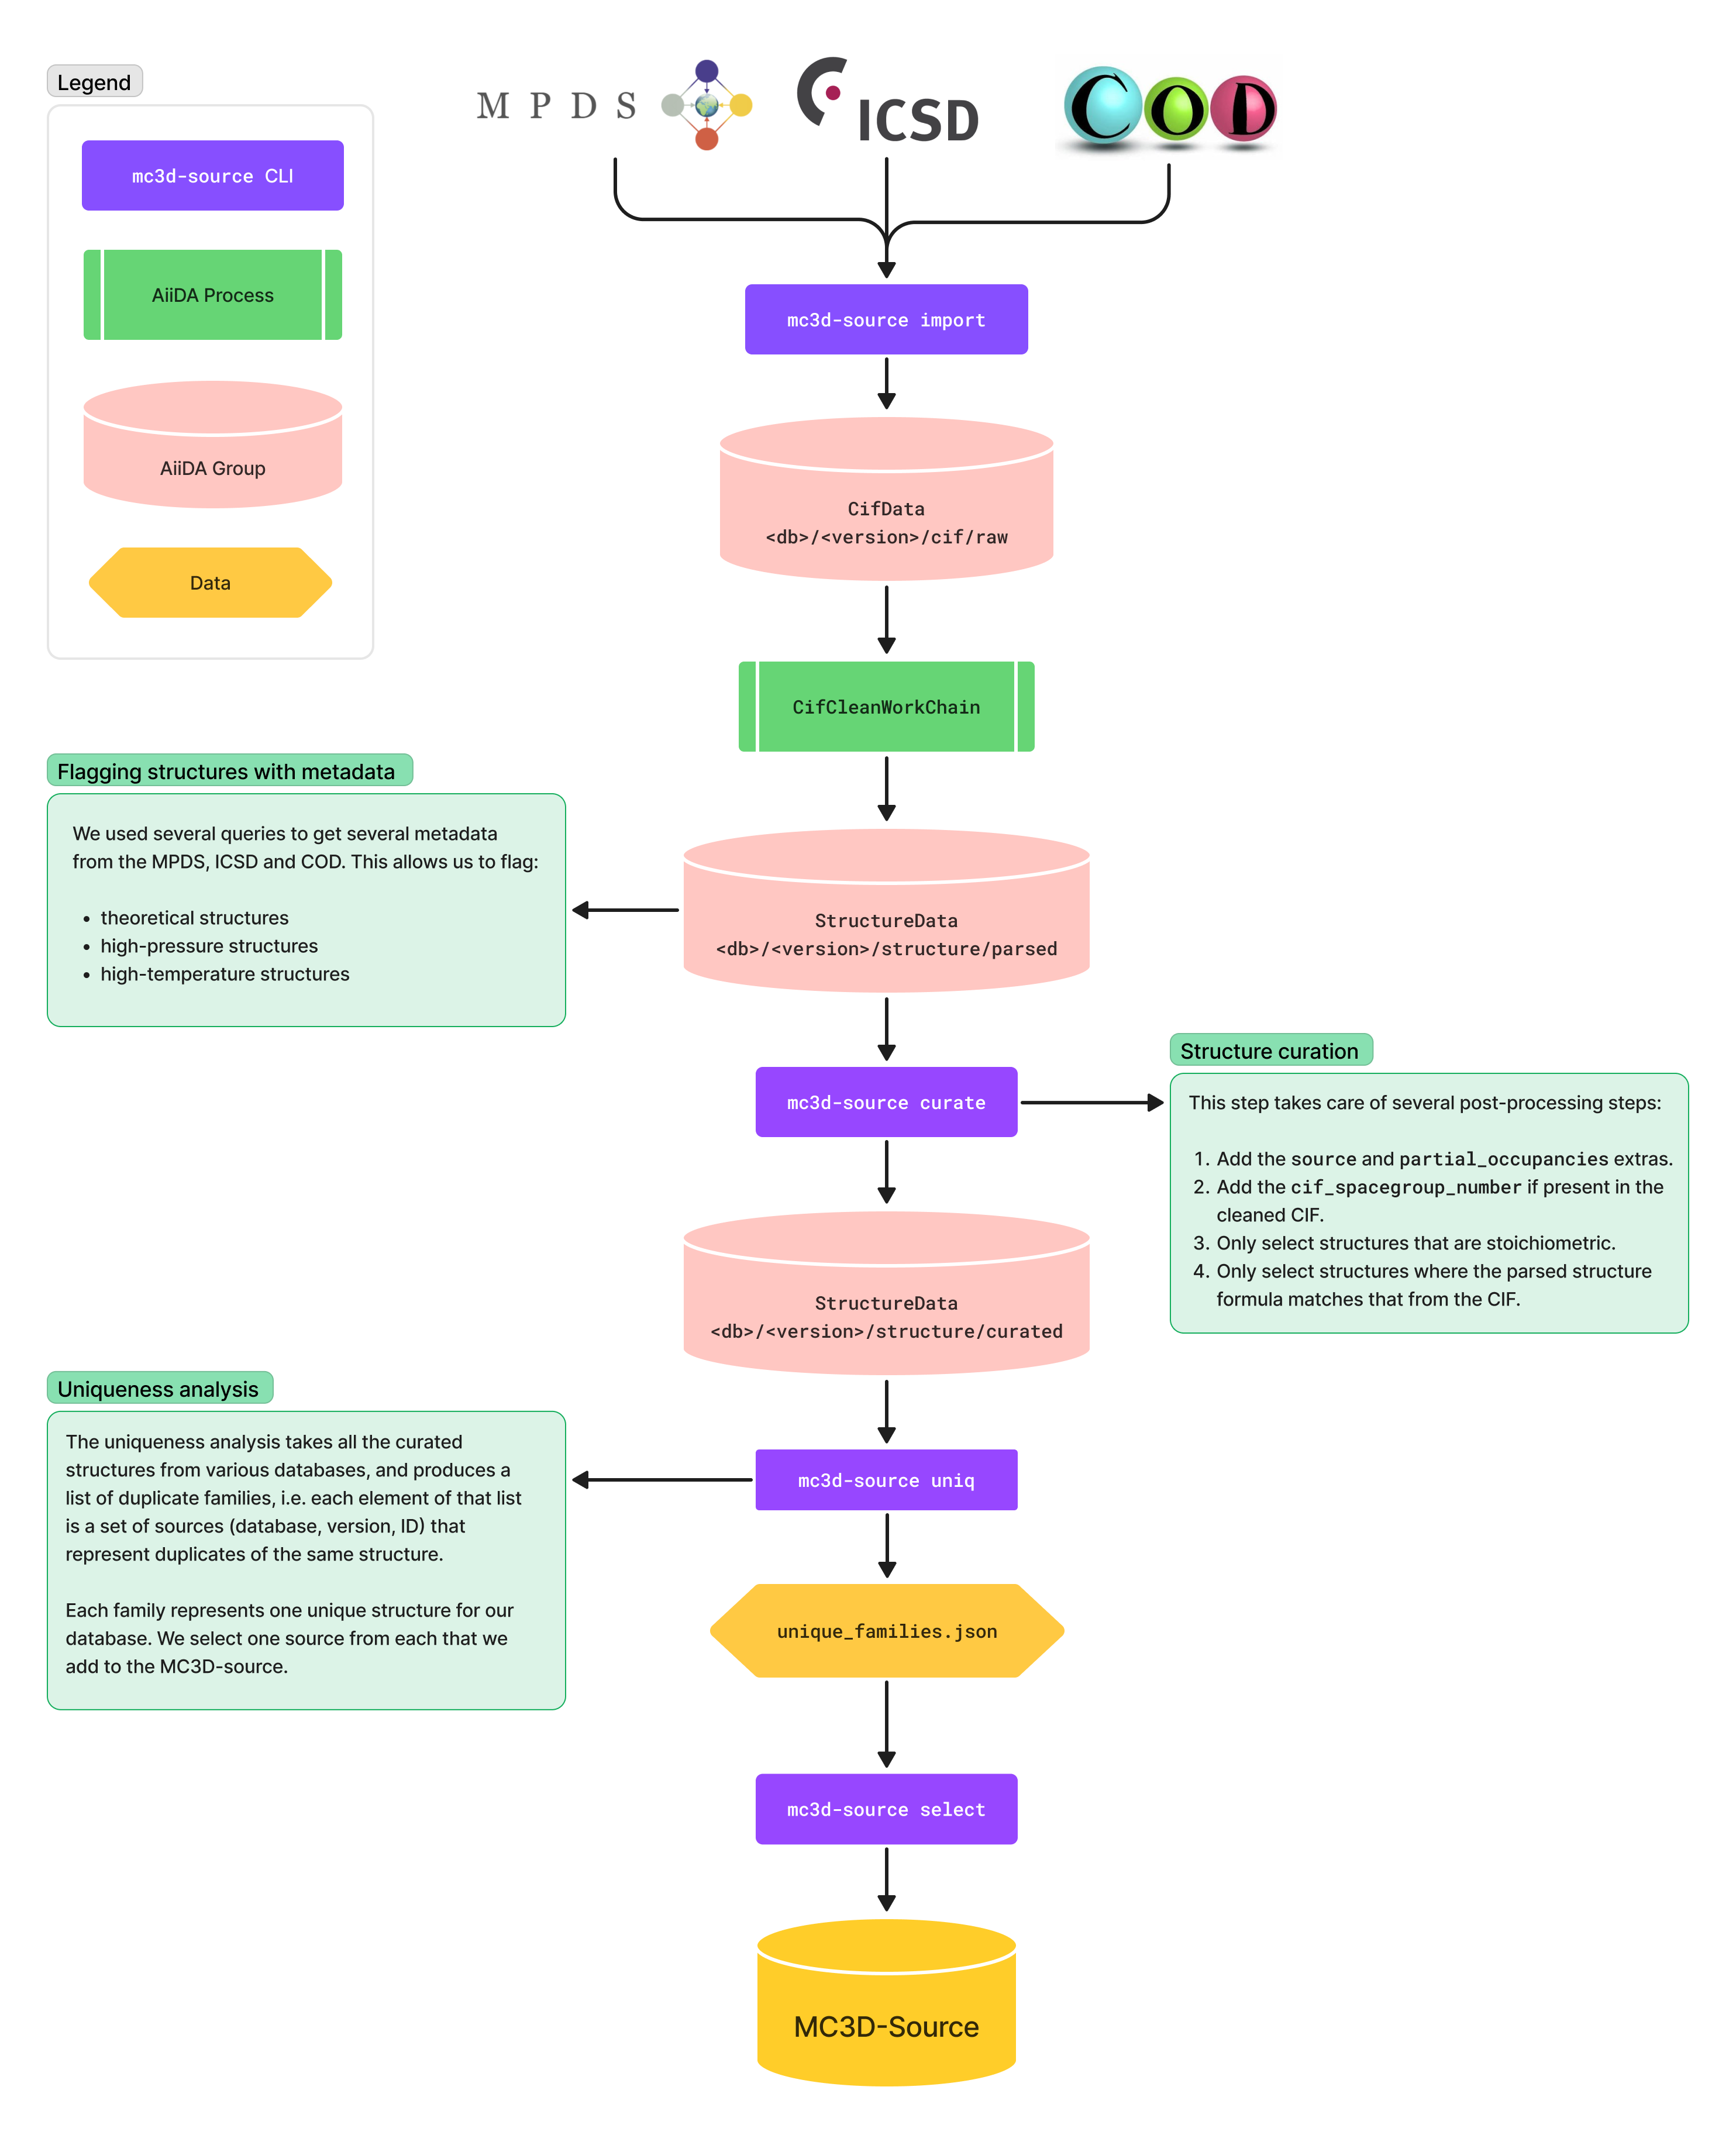 Legend
mc3d-source CLI
AiiDA Process
AiiDA Group
Data
M P D S
ICSD
COD
mc3d-source import
CifData
<db>/<version>/cif/raw
CifCleanWorkChain
Flagging structures with metadata
We used several queries to get several metadata
from the MPDS, ICSD and COD. This allows us to flag:
• theoretical structures
• high-pressure structures
• high-temperature structures
StructureData
<db>/<version>/structure/parsed
mc3d-source curate
Structure curation
This step takes care of several post-processing steps:
1. Add the source and partial_occupancies extras.
2. Add the cif_spacegroup_number if present in the
cleaned CIF.
3. Only select structures that are stoichiometric.
4. Only select structures where the parsed structure
formula matches that from the CIF.
StructureData
<db>/<version>/structure/curated
Uniqueness analysis
The uniqueness analysis takes all the curated
structures from various databases, and produces a
list of duplicate families, i.e. each element of that list
is a set of sources (database, version, ID) that
represent duplicates of the same structure.
Each family represents one unique structure for our
database. We select one source from each that we
add to the MC3D-source.
mc3d-source uniq
unique_families.json
mc3d-source select
MC3D-Source